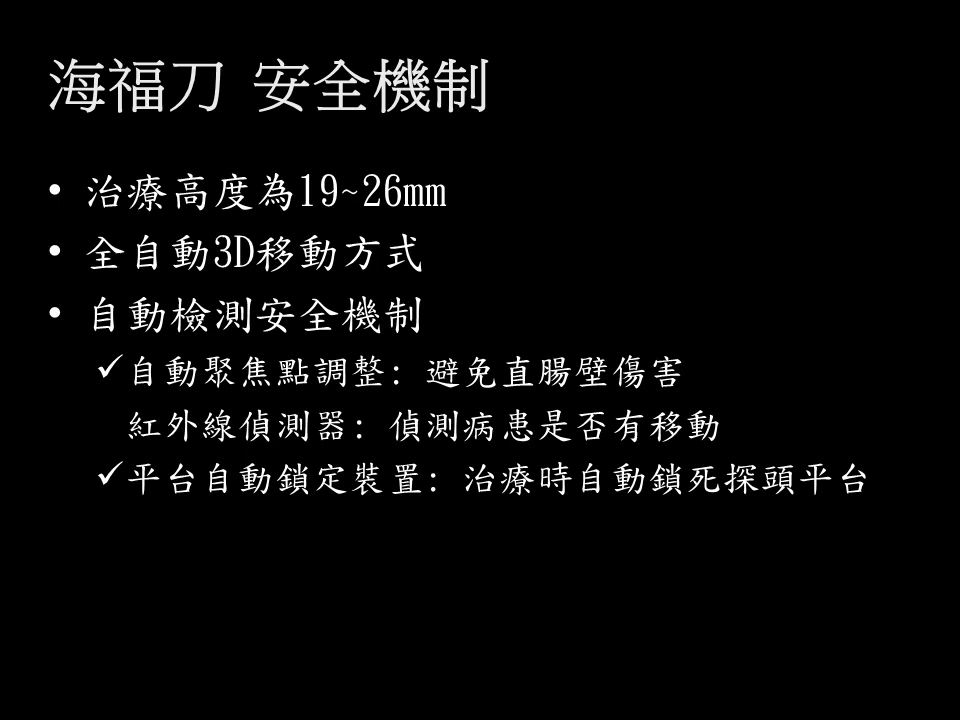 海福刀 安全機制
• 治療高度為19~26mm
• 全自動3D移動方式
• 自動檢測安全機制
✓自動聚焦點調整: 避免直腸壁傷害
紅外線偵測器: 偵測病患是否有移動
✓平台自動鎖定裝置: 治療時自動鎖死探頭平台